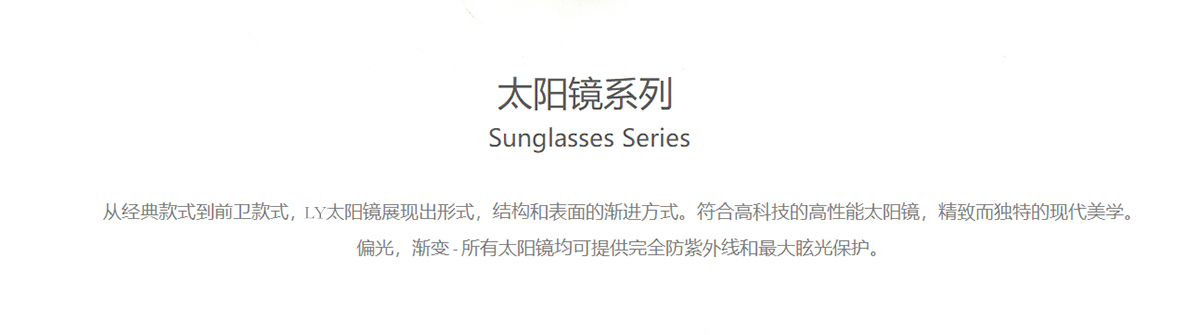 太阳镜系列
Sunglasses Series
从经典款式到前卫款式，LY太阳镜展现出形式，结构和表面的渐进方式。符合高科技的高性能太阳镜，精致而独特的现代美学。
偏光，渐变 - 所有太阳镜均可提供完全防紫外线和最大眩光保护。